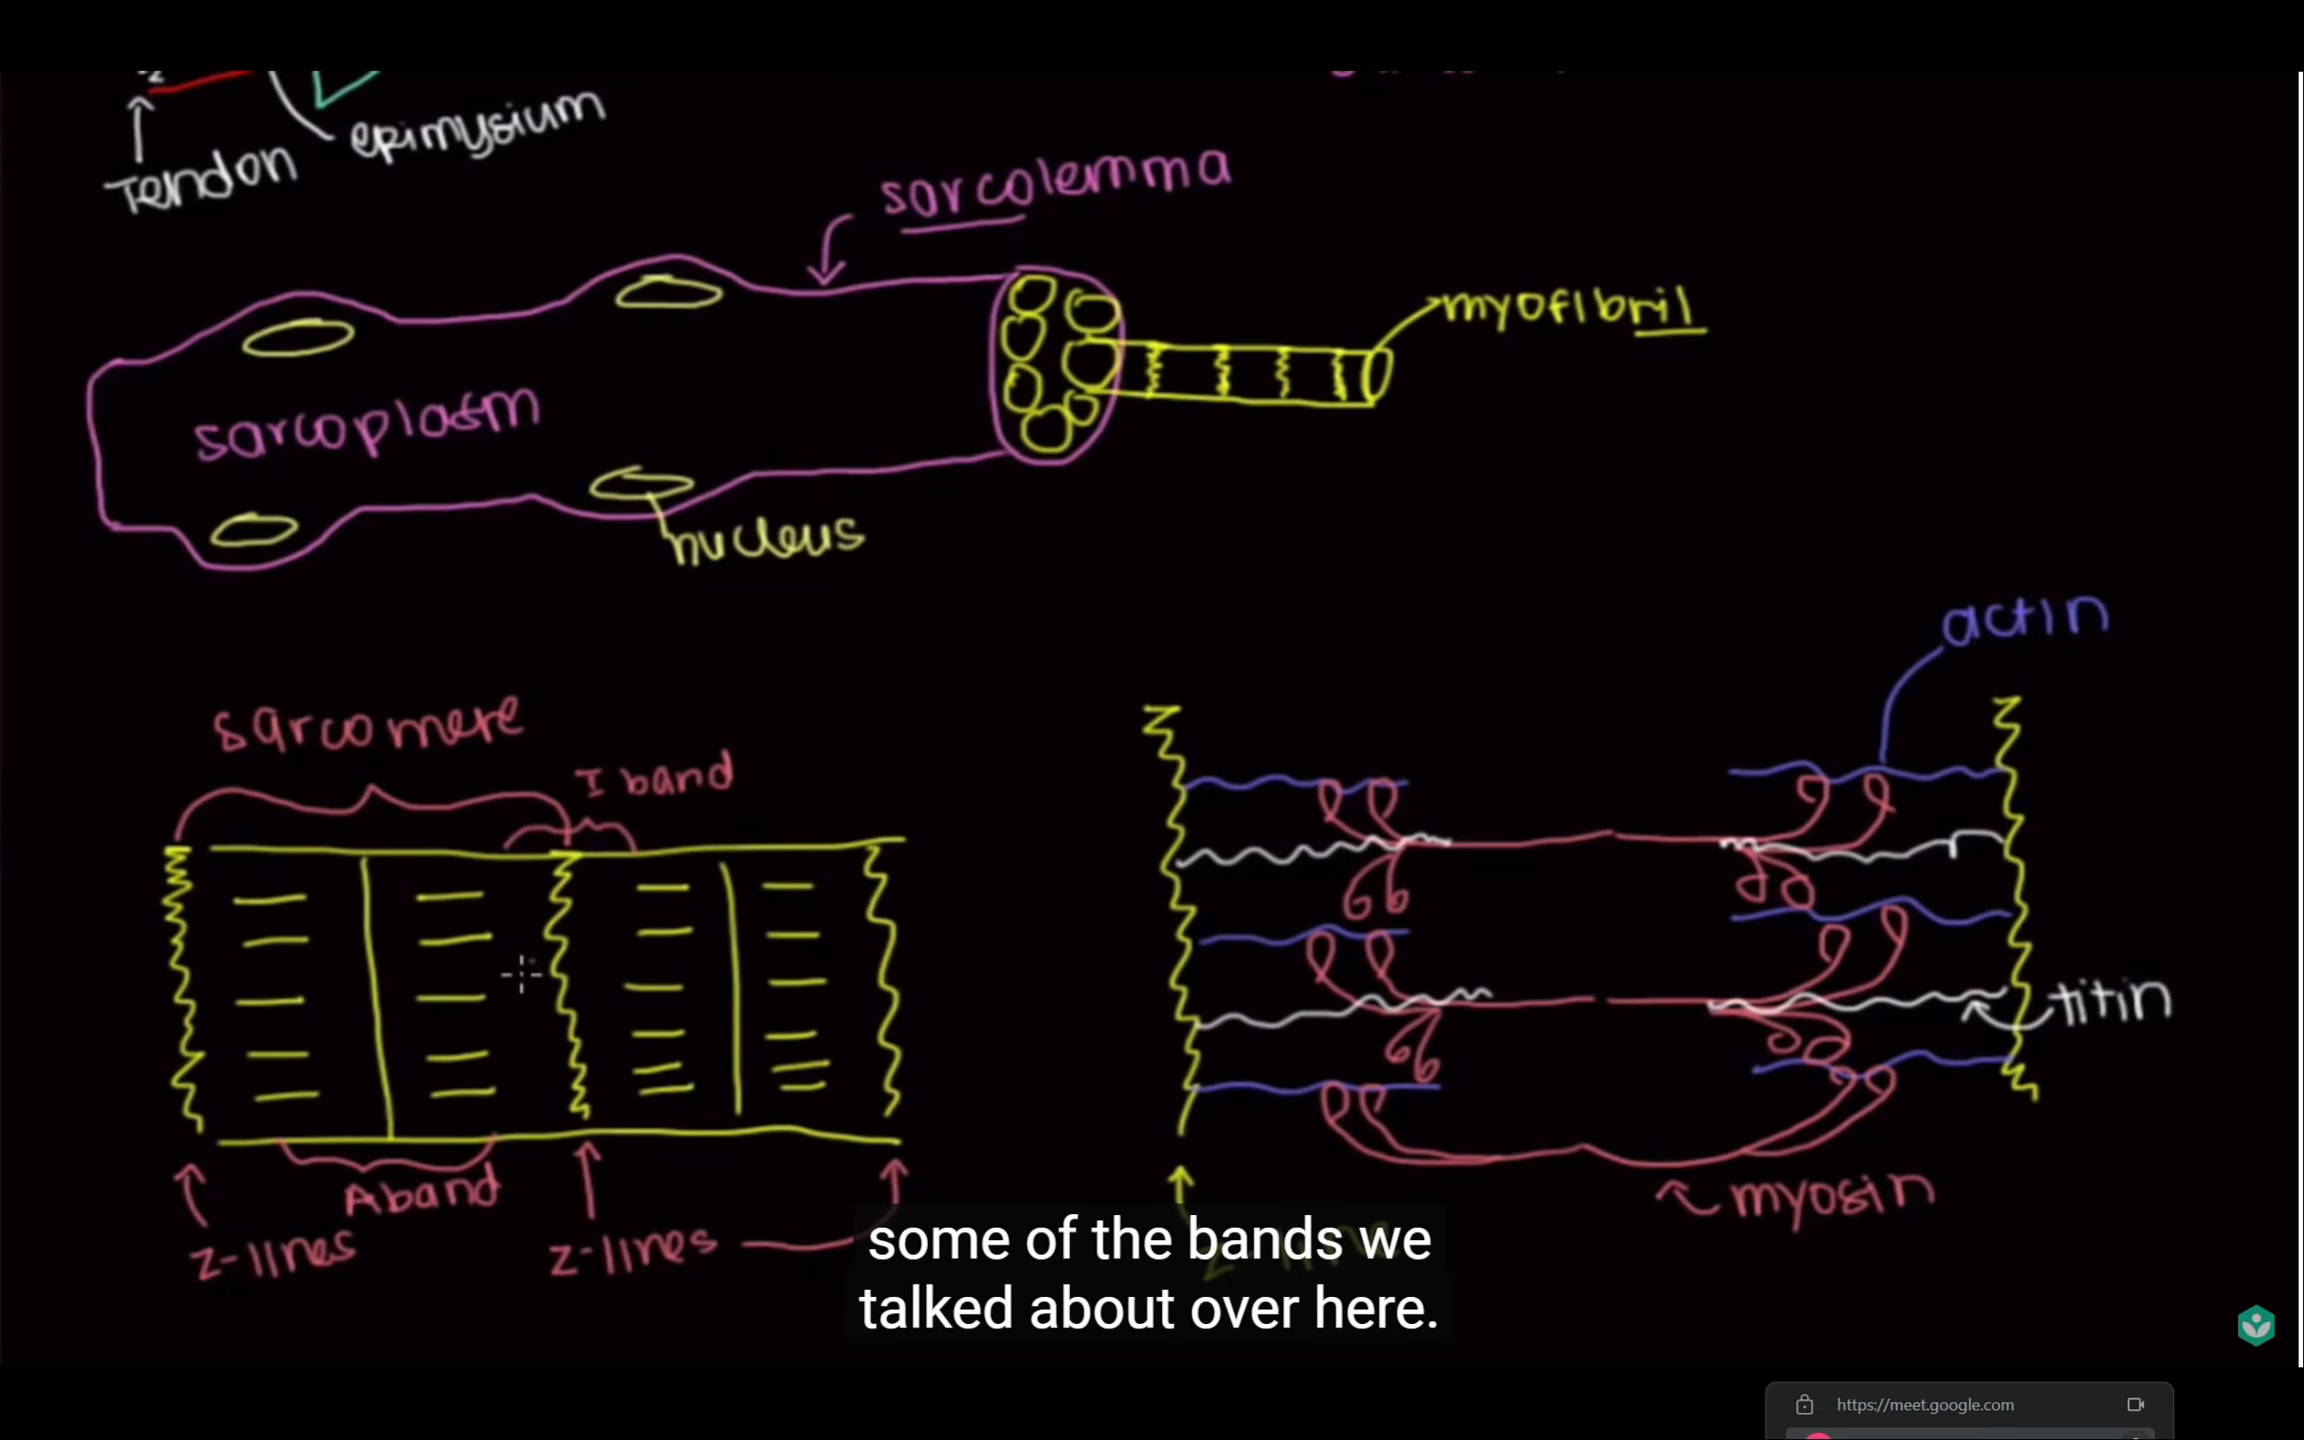 Tendon
epimysium
sarcolemma
myofibril
sarcoplasm
nucleus
actin
sarcomere
I band
titin
A band
myosin
z-lines
z-lines
some of the bands we
talked about over here.
https://meet.google.com